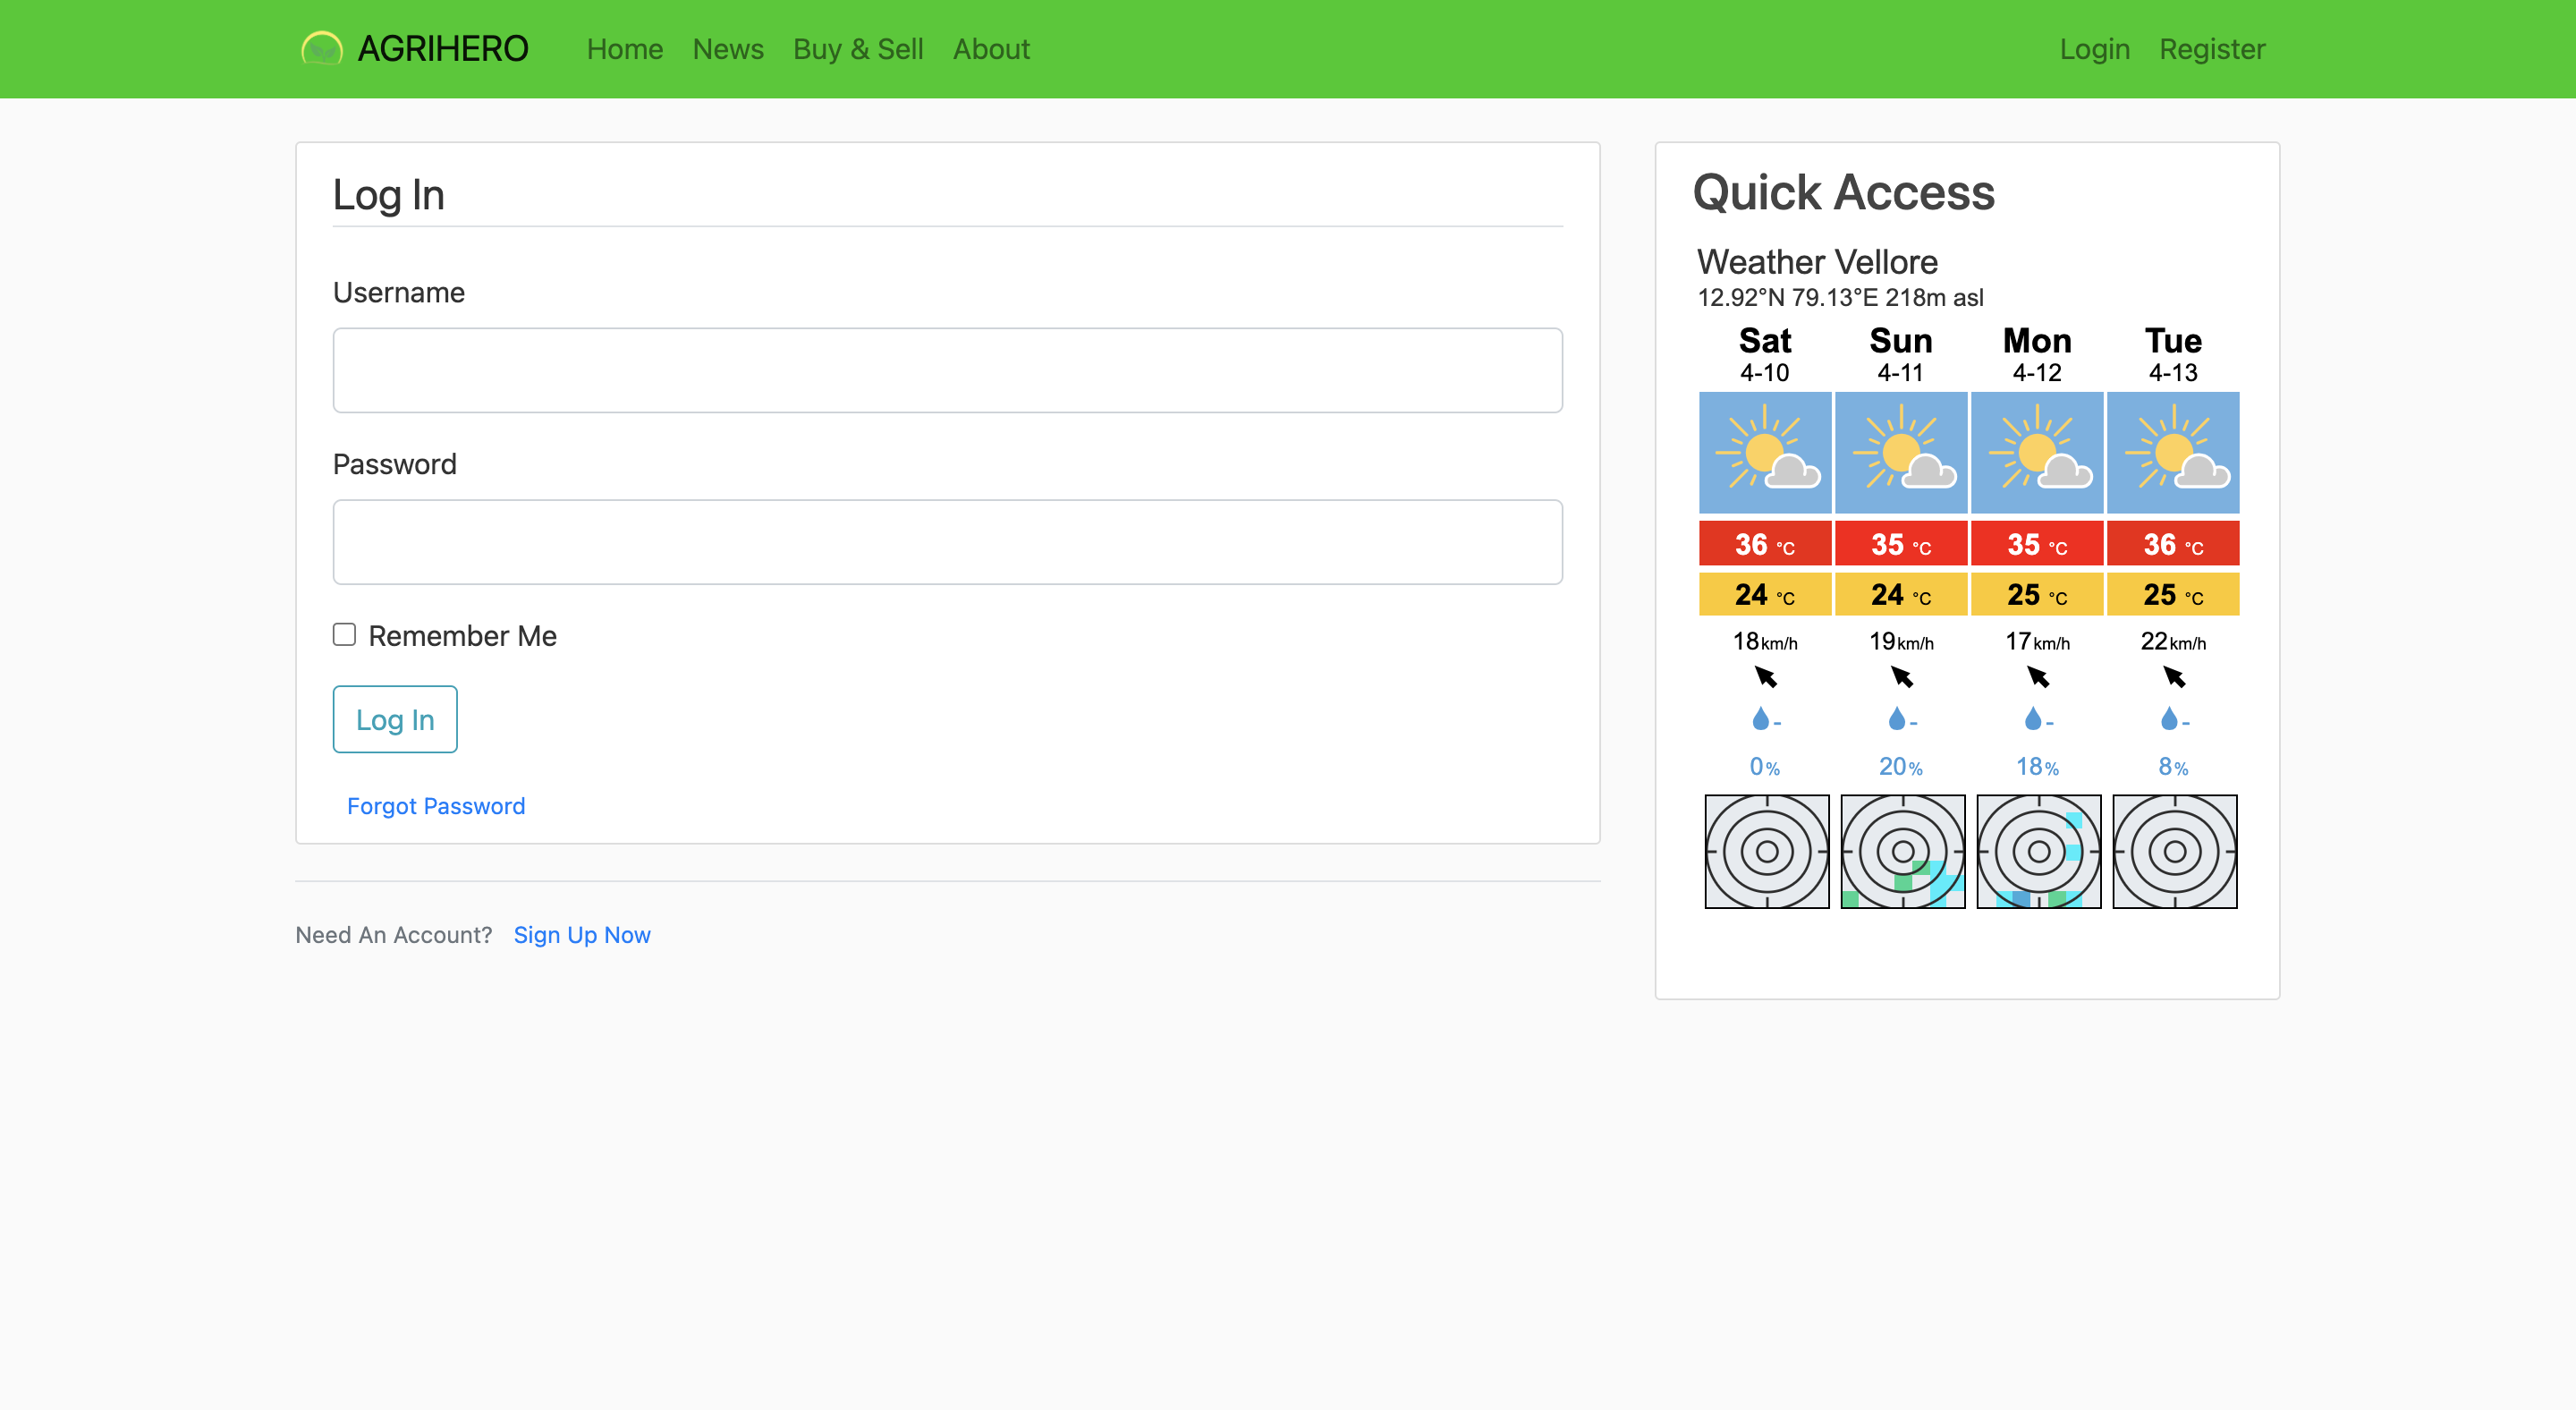 AGRIHERO Home News Buy & Sell About Login Register
Log In
Username
Password
Remember Me
Log In
Forgot Password
Need An Account? Sign Up Now
Quick Access
Weather Vellore
12.92°N 79.13°E 218m asl
Sat Sun Mon Tue
4-10 4-11 4-12 4-13
36 °C 35 °C 35 °C 36 °C
24 °C 24 °C 25 °C 25 °C
18 km/h 19 km/h 17 km/h 22 km/h
- - - -
0% 20% 18% 8%